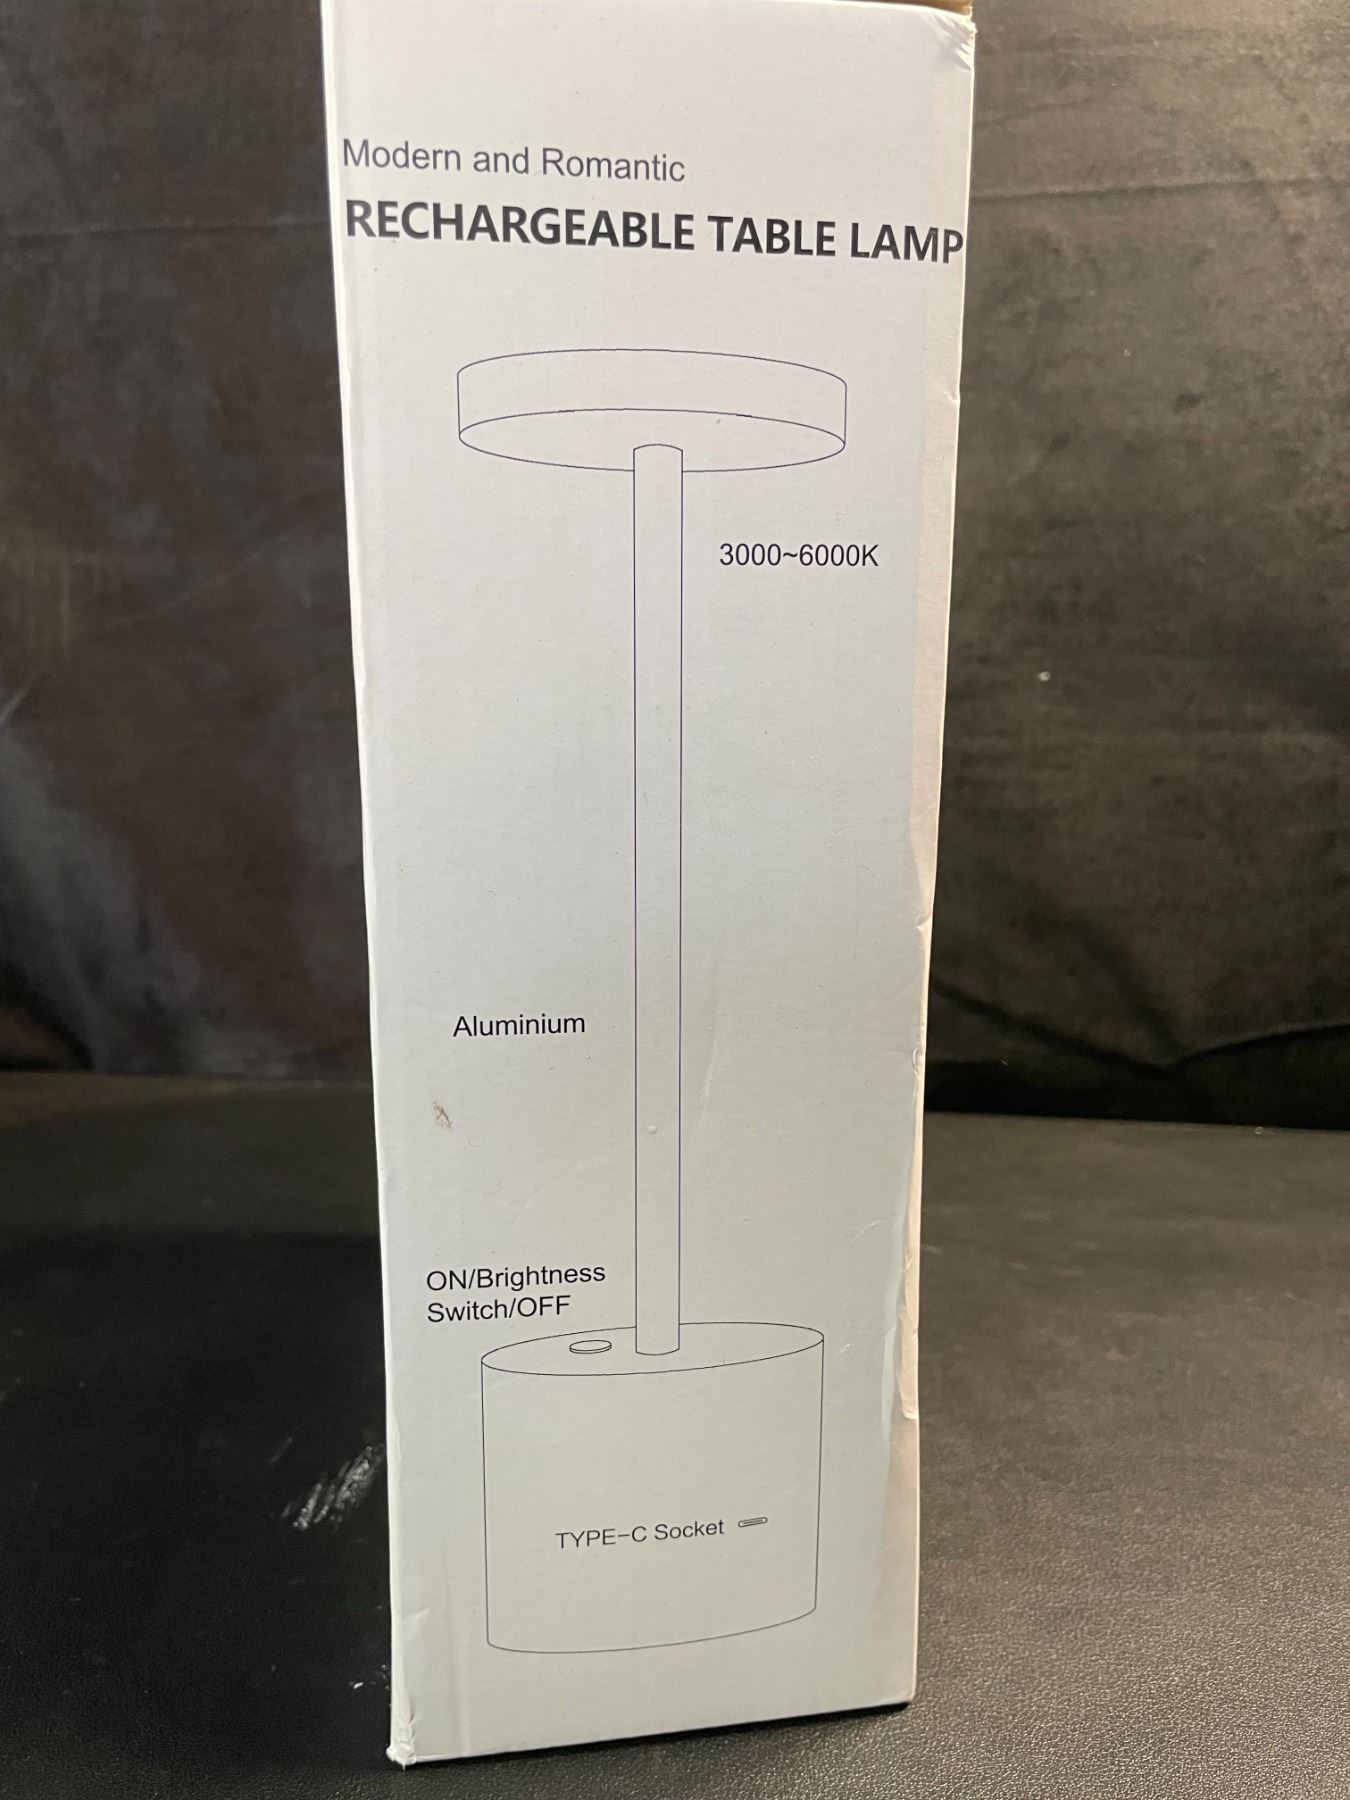 Modern and Romantic
RECHARGEABLE TABLE LAMP
3000~6000K
Aluminium
ON/Brightness
Switch/OFF
TYPE-C Socket